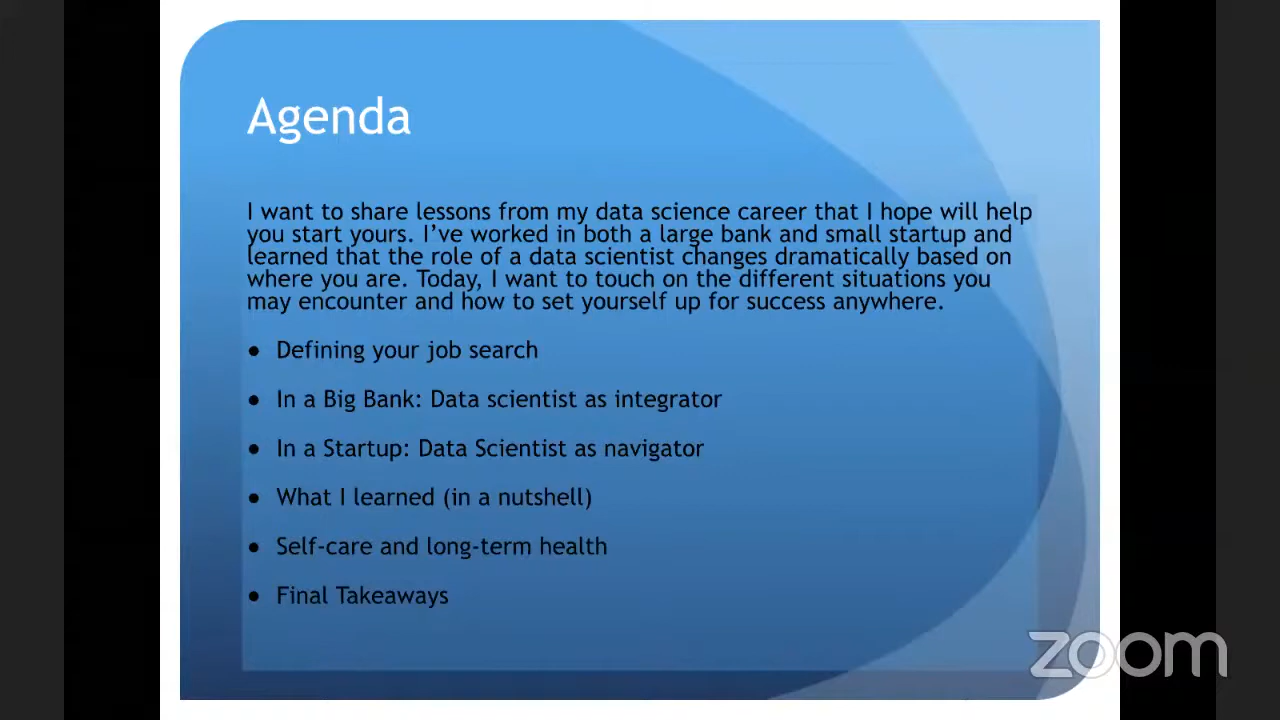 Agenda
I want to share lessons from my data science career that I hope will help
you start yours. I’ve worked in both a large bank and small startup and
learned that the role of a data scientist changes dramatically based on
where you are. Today, I want to touch on the different situations you
may encounter and how to set yourself up for success anywhere.
● Defining your job search
● In a Big Bank: Data scientist as integrator
● In a Startup: Data Scientist as navigator
● What I learned (in a nutshell)
● Self-care and long-term health
● Final Takeaways
zoom